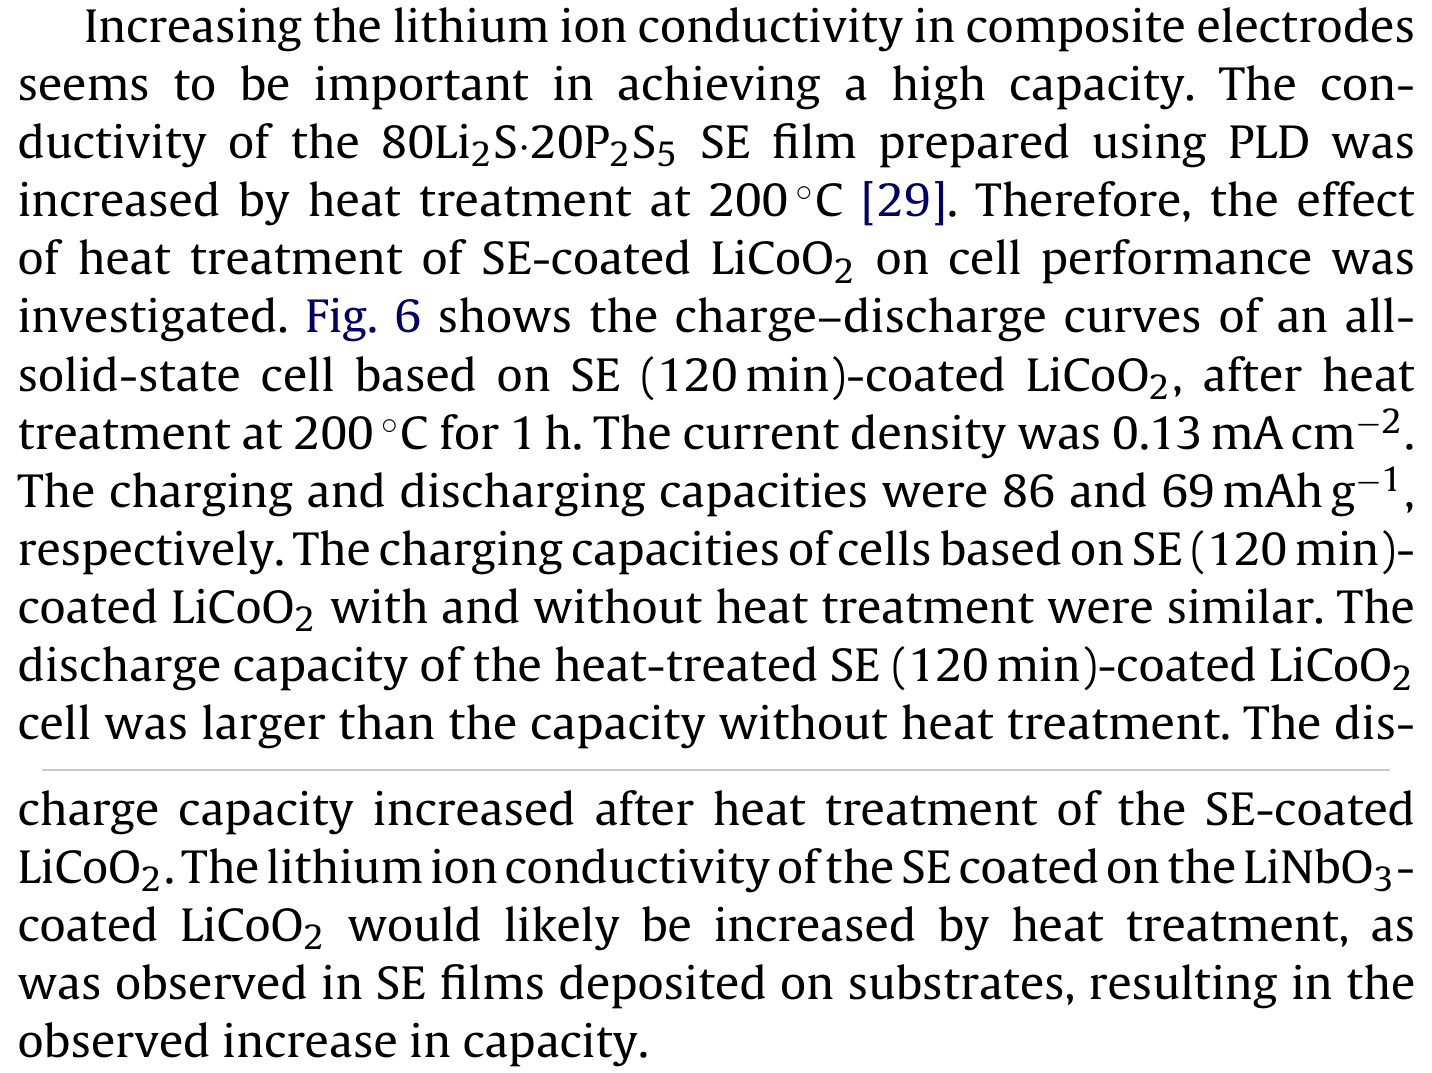 Increasing the lithium ion conductivity in composite electrodes
seems to be important in achieving a high capacity. The con-
ductivity of the 80Li₂S·20P₂S₅ SE film prepared using PLD was
increased by heat treatment at 200 °C [29]. Therefore, the effect
of heat treatment of SE-coated LiCoO₂ on cell performance was
investigated. Fig. 6 shows the charge–discharge curves of an all-
solid-state cell based on SE (120 min)-coated LiCoO₂, after heat
treatment at 200 °C for 1 h. The current density was 0.13 mA cm⁻².
The charging and discharging capacities were 86 and 69 mAh g⁻¹,
respectively. The charging capacities of cells based on SE (120 min)-
coated LiCoO₂ with and without heat treatment were similar. The
discharge capacity of the heat-treated SE (120 min)-coated LiCoO₂
cell was larger than the capacity without heat treatment. The dis-
charge capacity increased after heat treatment of the SE-coated
LiCoO₂. The lithium ion conductivity of the SE coated on the LiNbO₃-
coated LiCoO₂ would likely be increased by heat treatment, as
was observed in SE films deposited on substrates, resulting in the
observed increase in capacity.